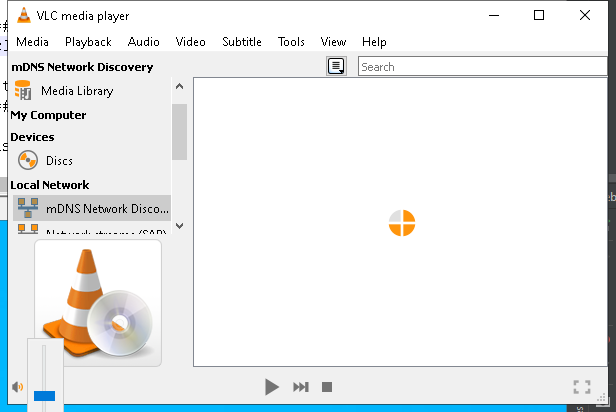 VLC media player
Media Playback Audio Video Subtitle Tools View Help
mDNS Network Discovery
Search
Media Library
My Computer
Devices
Discs
Local Network
mDNS Network Disco...
Network streams (SAP)